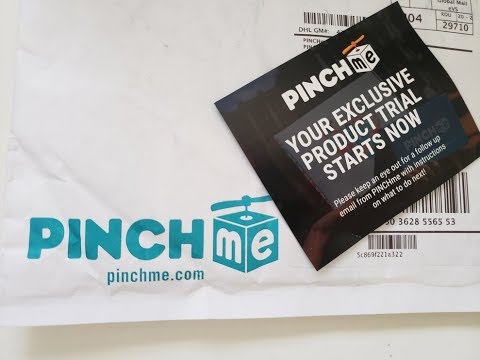 Global Mail
eVS
RDU
29710
DHL GM#:
PINCHme
YOUR EXCLUSIVE
PRODUCT TRIAL
STARTS NOW
Please keep an eye out for a follow up
email from PINCHme with instructions
on what to do next!
0 3628 5565 53
5c869f221a322
PINCHme
pinchme.com